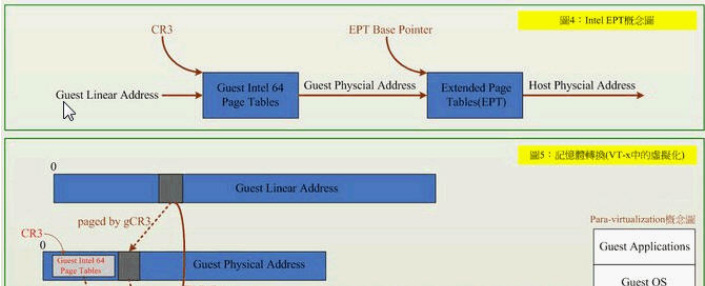 圖4：Intel EPT概念圖
CR3
EPT Base Pointer
Guest Linear Address
Guest Intel 64
Page Tables
Guest Physcial Address
Extended Page
Tables(EPT)
Host Physcial Address
圖5：記憶體轉換(VT-x中的虛擬化)
0
Guest Linear Address
paged by gCR3
CR3
0
Guest Intel 64
Page Tables
Guest Physical Address
Para-virtualization概念圖
Guest Applications
Guest OS